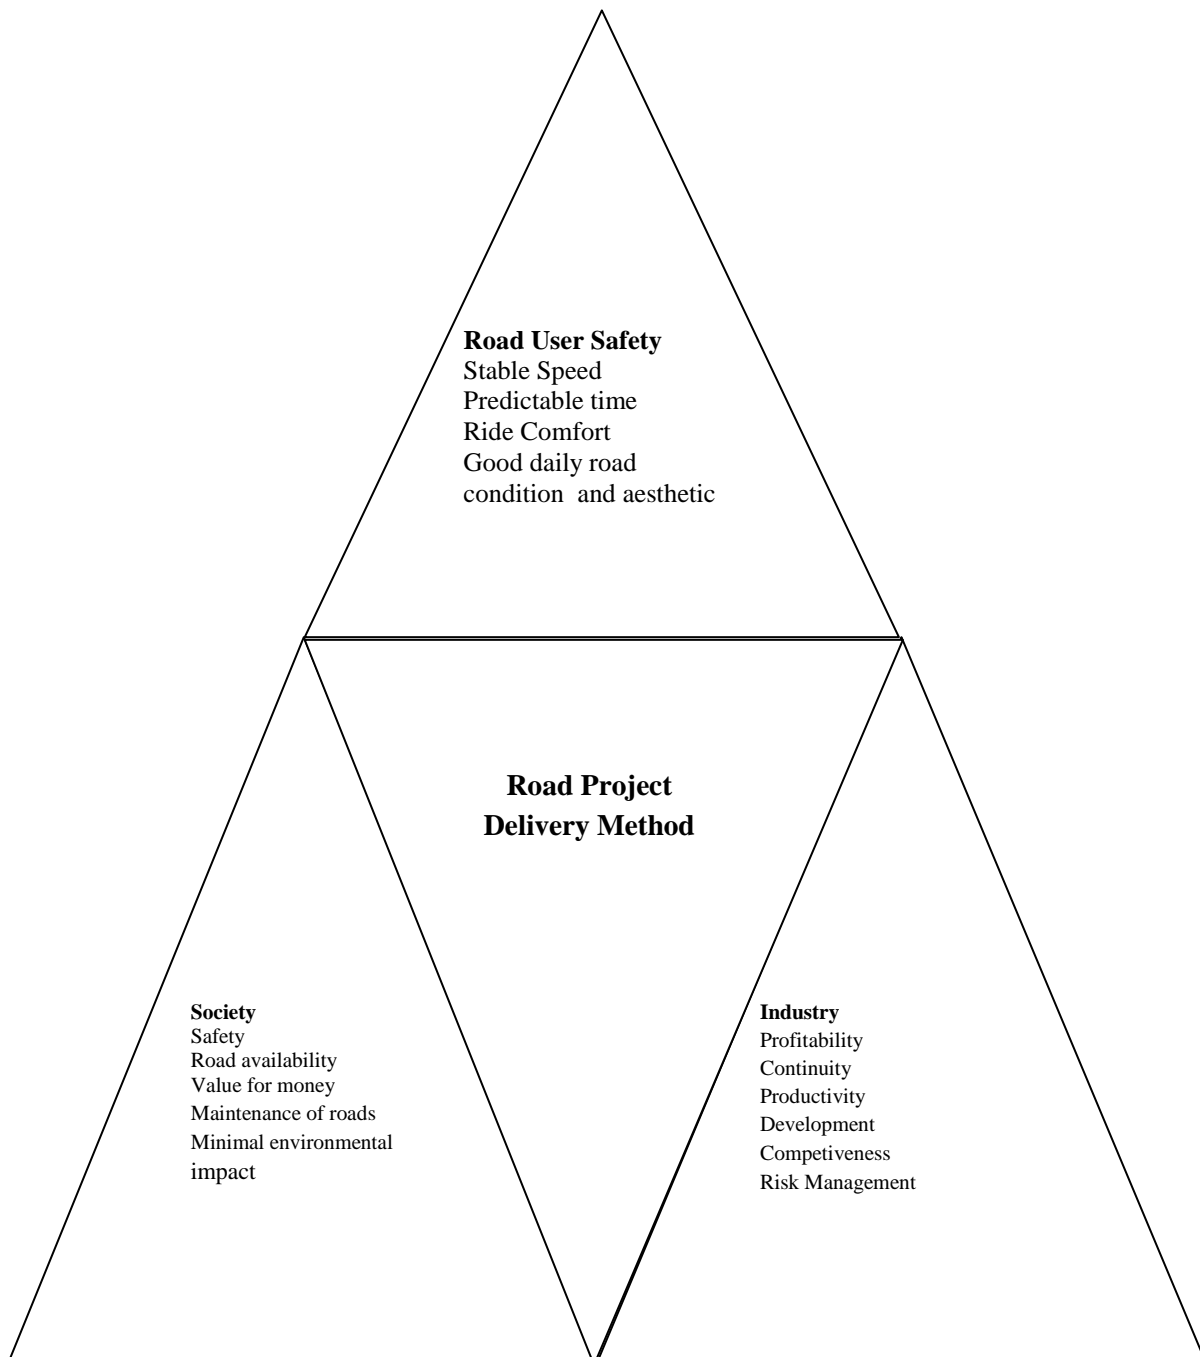 Road User Safety
Stable Speed
Predictable time
Ride Comfort
Good daily road
condition and aesthetic
Road Project
Delivery Method
Society
Safety
Road availability
Value for money
Maintenance of roads
Minimal environmental
impact
Industry
Profitability
Continuity
Productivity
Development
Competiveness
Risk Management